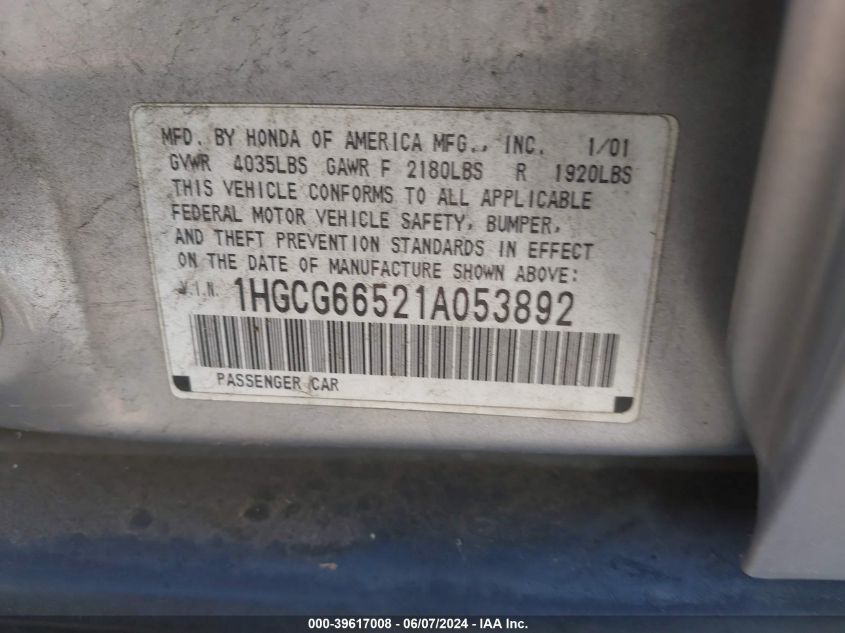 MFD. BY HONDA OF AMERICA MFG., INC. 1/01
GVWR 4035LBS GAWR F 2180LBS R 1920LBS
THIS VEHICLE CONFORMS TO ALL APPLICABLE
FEDERAL MOTOR VEHICLE SAFETY, BUMPER,
AND THEFT PREVENTION STANDARDS IN EFFECT
ON THE DATE OF MANUFACTURE SHOWN ABOVE:
V.I.N. 1HGCG66521A053892
PASSENGER CAR
000-39617008 - 06/07/2024 - IAA Inc.